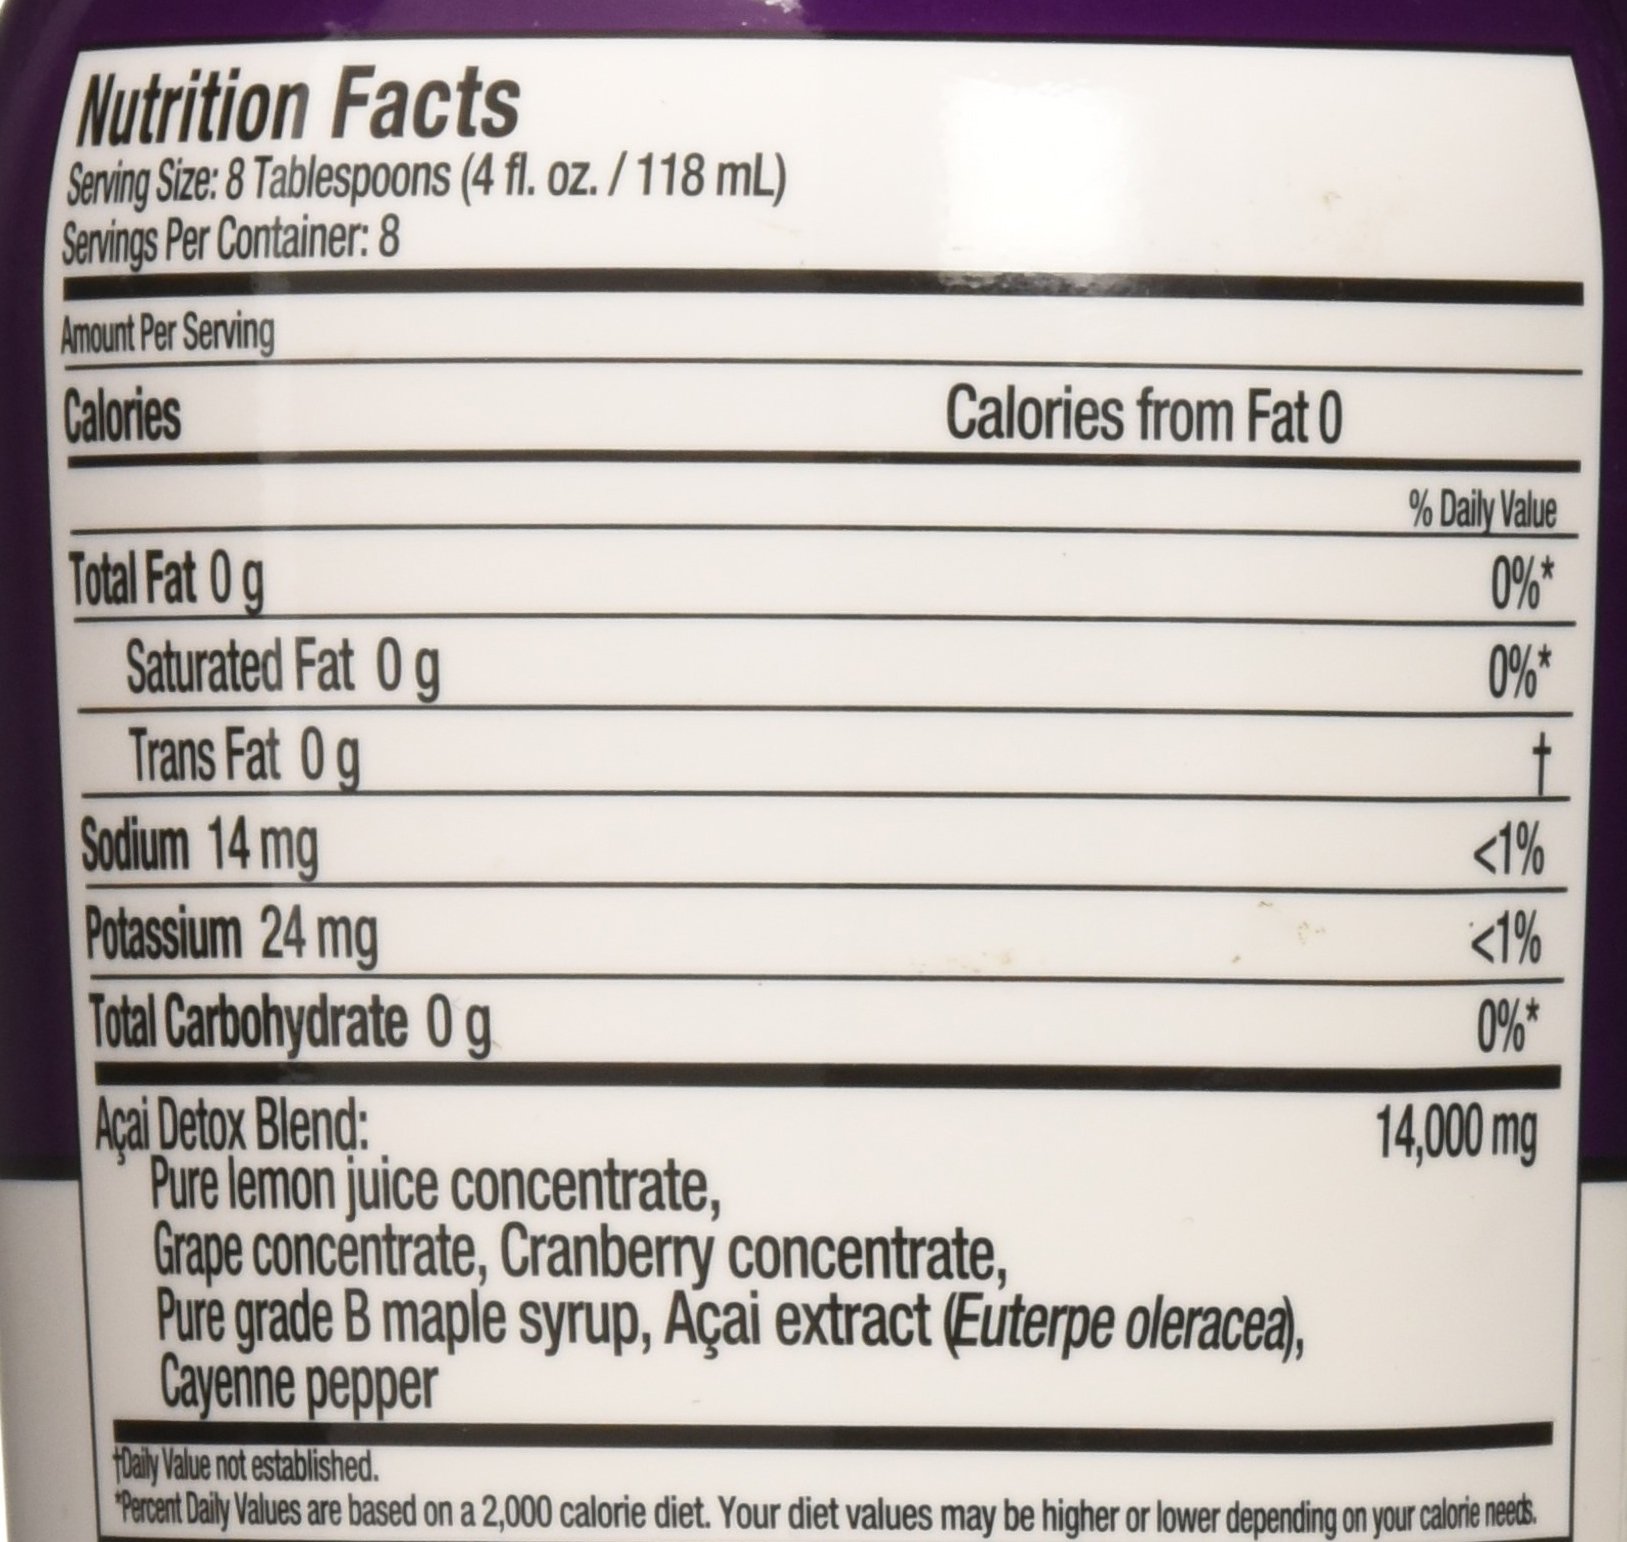 Nutrition Facts
Serving Size: 8 Tablespoons (4 fl. oz. / 118 mL)
Servings Per Container: 8
Amount Per Serving
Calories Calories from Fat 0
% Daily Value
Total Fat 0 g 0%*
Saturated Fat 0 g 0%*
Trans Fat 0 g †
Sodium 14 mg <1%
Potassium 24 mg <1%
Total Carbohydrate 0 g 0%*
Açai Detox Blend: 14,000 mg
Pure lemon juice concentrate,
Grape concentrate, Cranberry concentrate,
Pure grade B maple syrup, Açai extract (Euterpe oleracea),
Cayenne pepper
†Daily Value not established.
*Percent Daily Values are based on a 2,000 calorie diet. Your diet values may be higher or lower depending on your calorie needs.